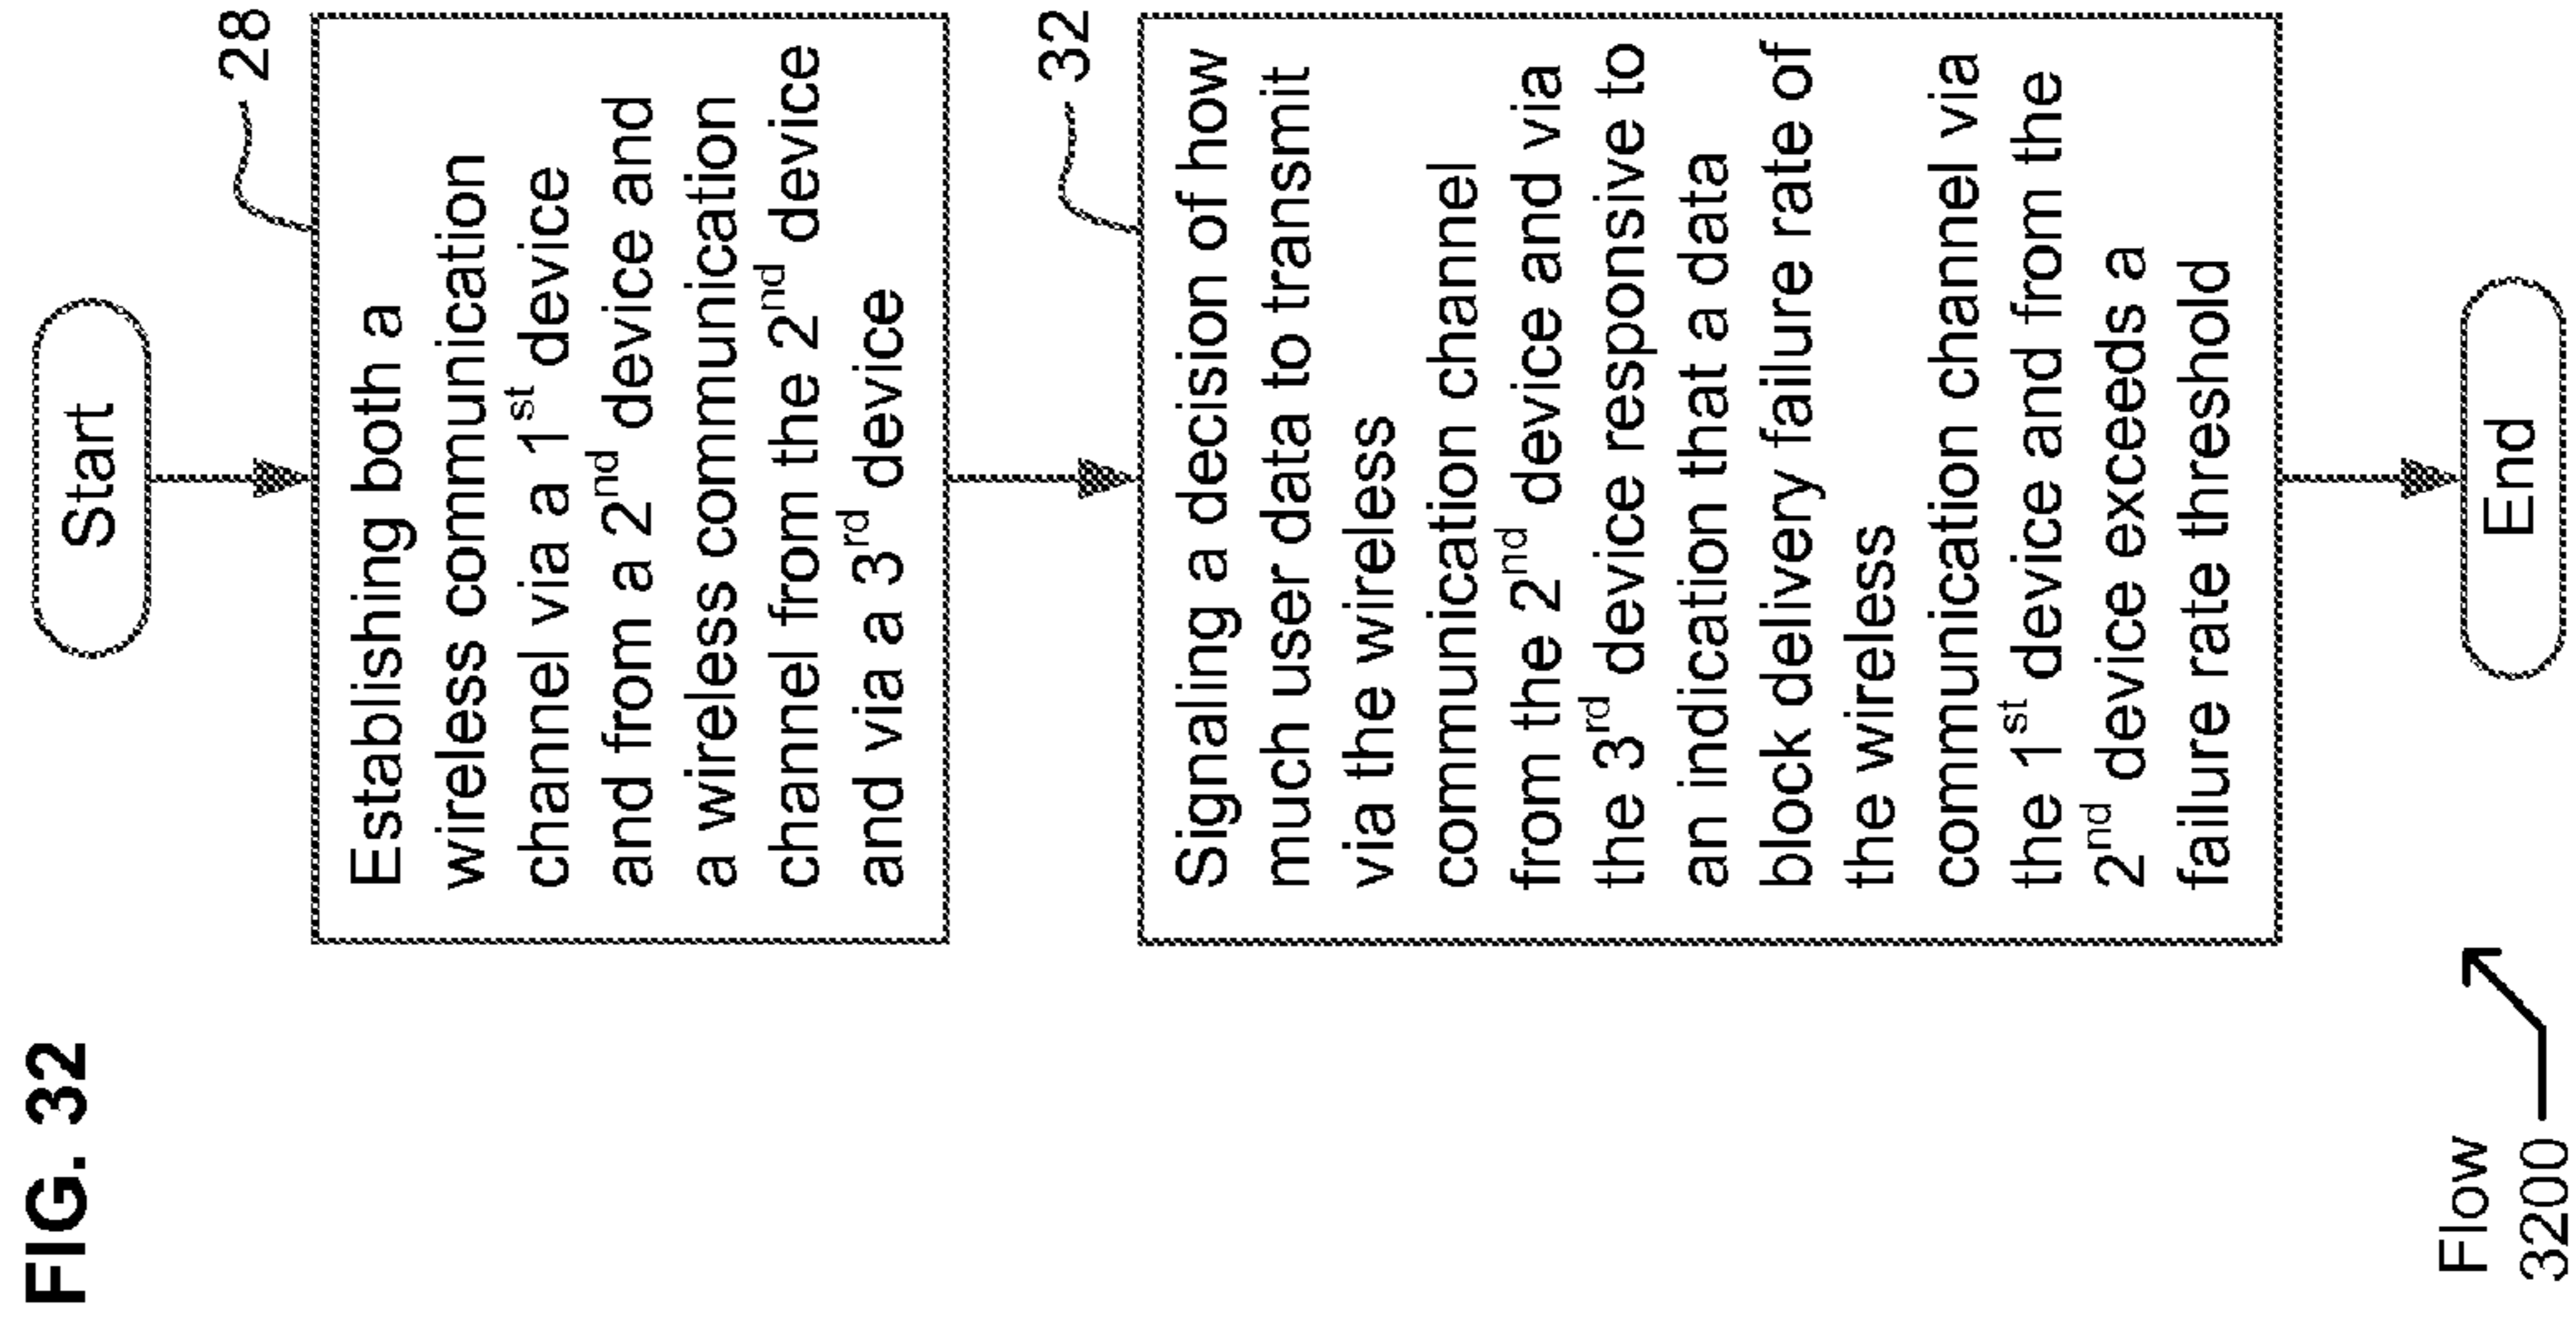 FIG. 32
Start
28
Establishing both a
wireless communication
channel via a 1st device
and from a 2nd device and
a wireless communication
channel from the 2nd device
and via a 3rd device
32
Signaling a decision of how
much user data to transmit
via the wireless
communication channel
from the 2nd device and via
the 3rd device responsive to
an indication that a data
block delivery failure rate of
the wireless
communication channel via
the 1st device and from the
2nd device exceeds a
failure rate threshold
End
Flow
3200